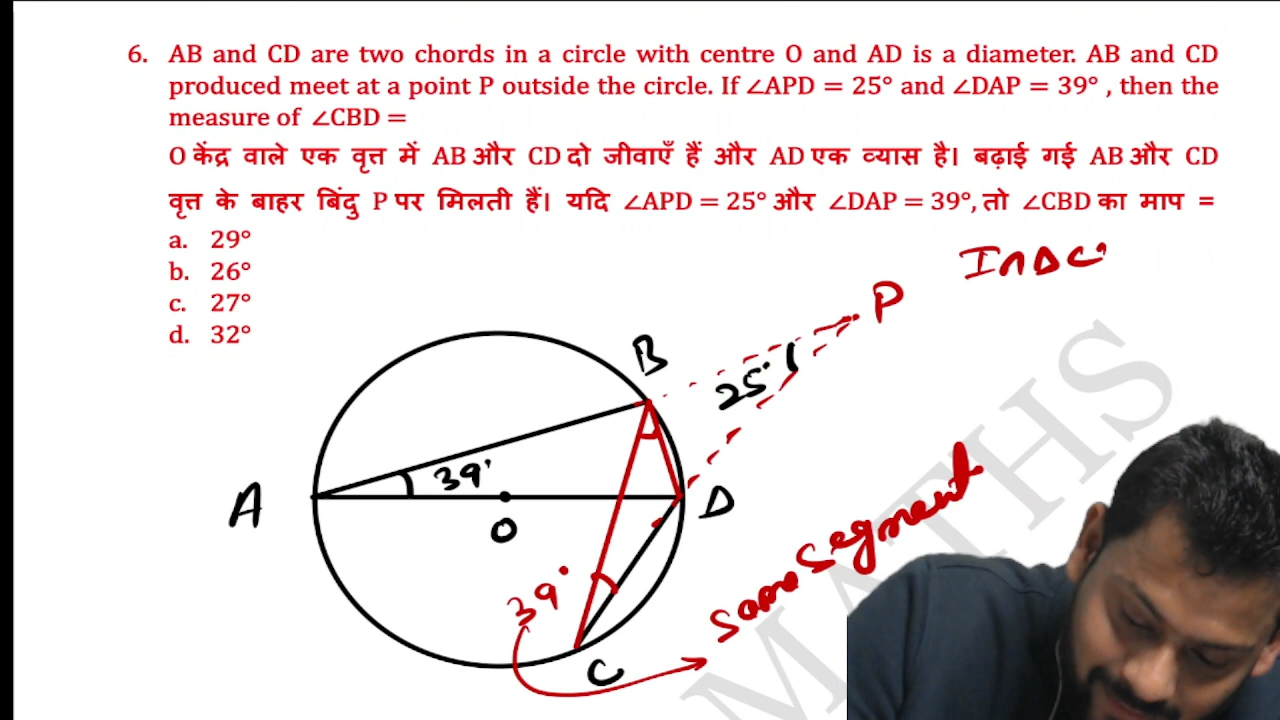 6. AB and CD are two chords in a circle with centre O and AD is a diameter. AB and CD
produced meet at a point P outside the circle. If ∠APD = 25° and ∠DAP = 39° , then the
measure of ∠CBD =
O केंद्र वाले एक वृत्त में AB और CD दो जीवाएँ हैं और AD एक व्यास है। बढ़ाई गई AB और CD
वृत्त के बाहर बिंदु P पर मिलती हैं। यदि ∠APD = 25° और ∠DAP = 39°, तो ∠CBD का माप =
a. 29°
b. 26°
c. 27°
d. 32°
In Δ C
P
B
25°
39°
A
O
D
39°
Same segment
C
MATHS